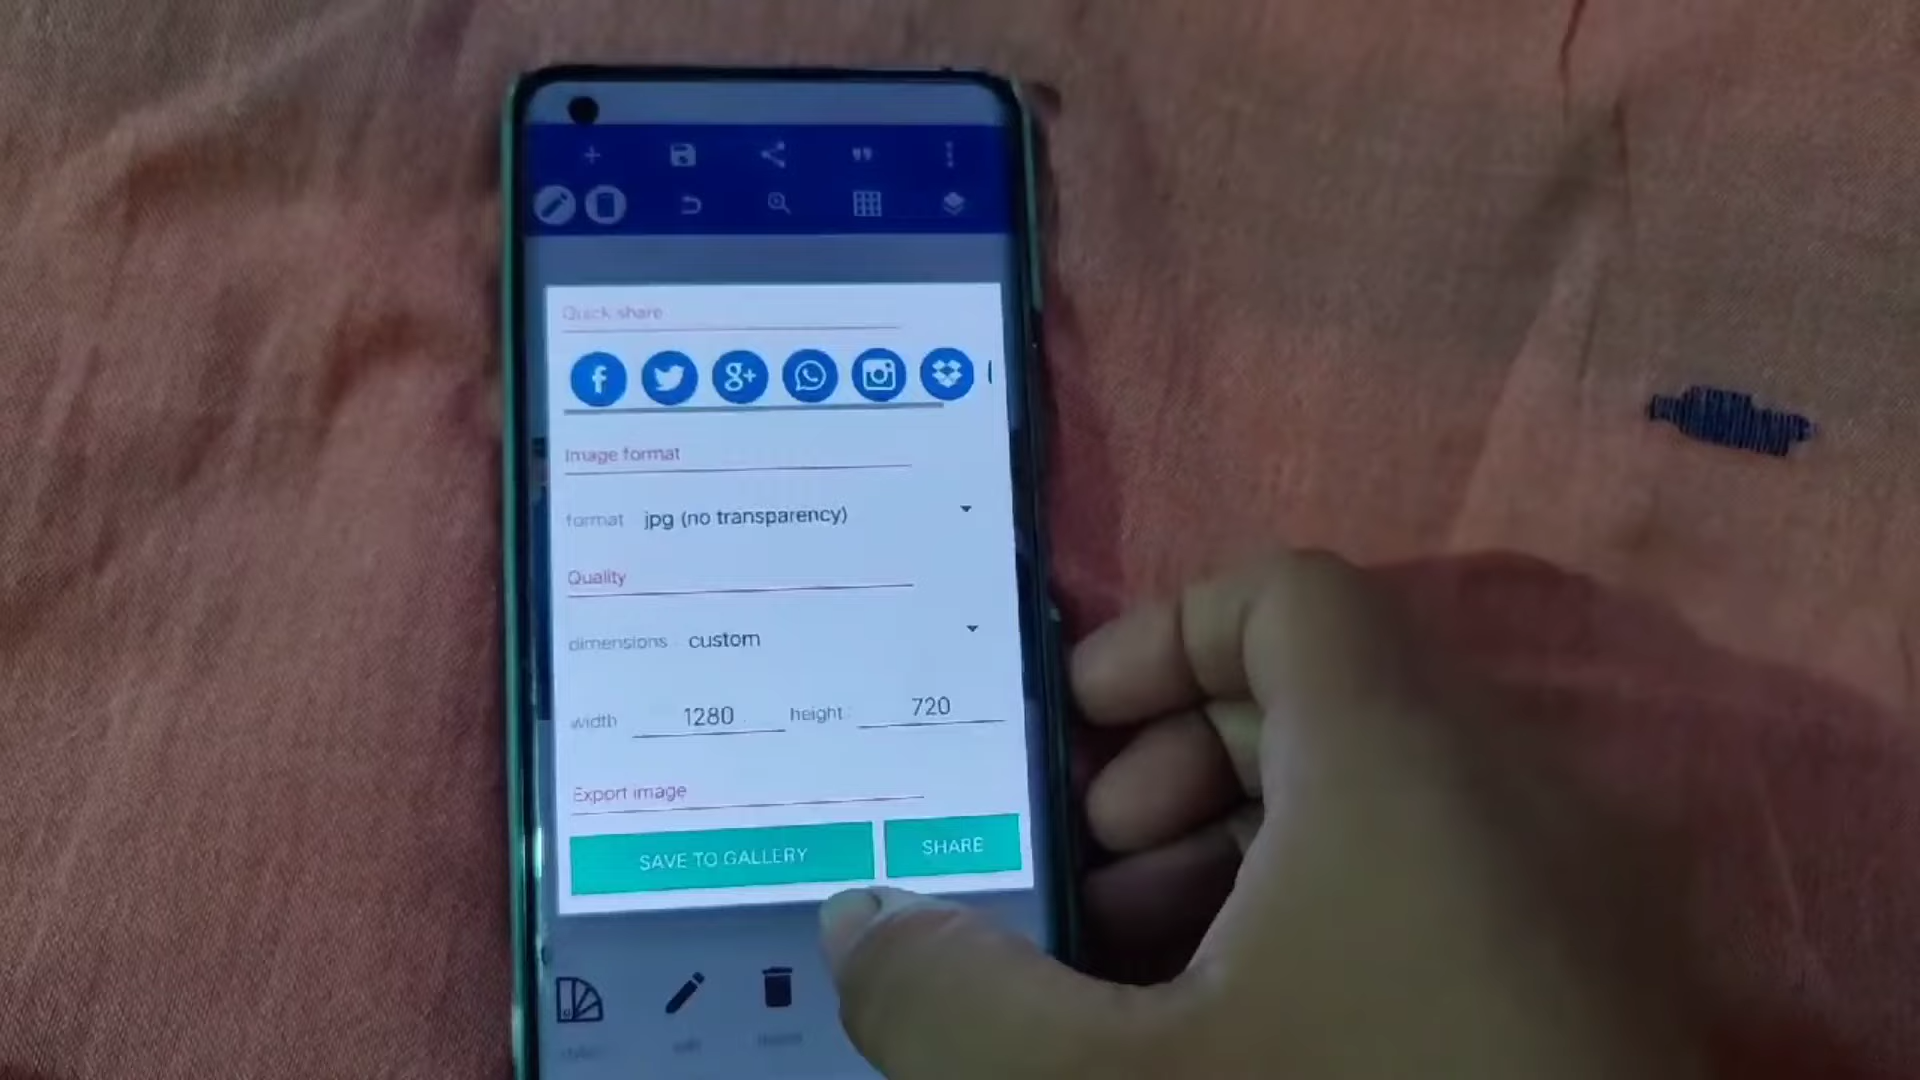 Quick share
Image format
format jpg (no transparency)
Quality
dimensions custom
width 1280 height 720
Export image
SAVE TO GALLERY SHARE